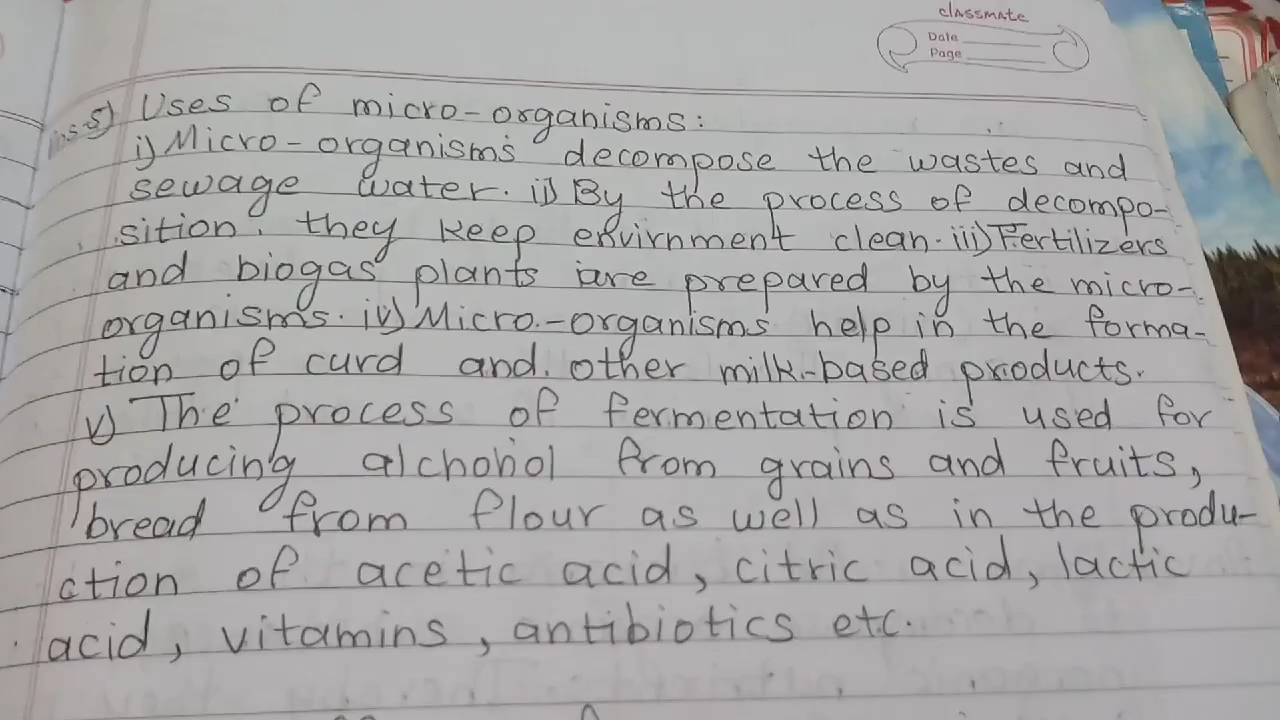 classmate
Date
Page
Ans.5) Uses of micro-organisms:
i) Micro-organisms decompose the wastes and
sewage water. ii) By the process of decompo-
sition, they keep envirnment clean. iii) Fertilizers
and biogas plants are prepared by the micro-
organisms. iv) Micro-organisms help in the forma-
tion of curd and other milk-based products.
v) The process of fermentation is used for
producing alchohol from grains and fruits,
bread from flour as well as in the produ-
ction of acetic acid, citric acid, lactic
acid, vitamins, antibiotics etc.